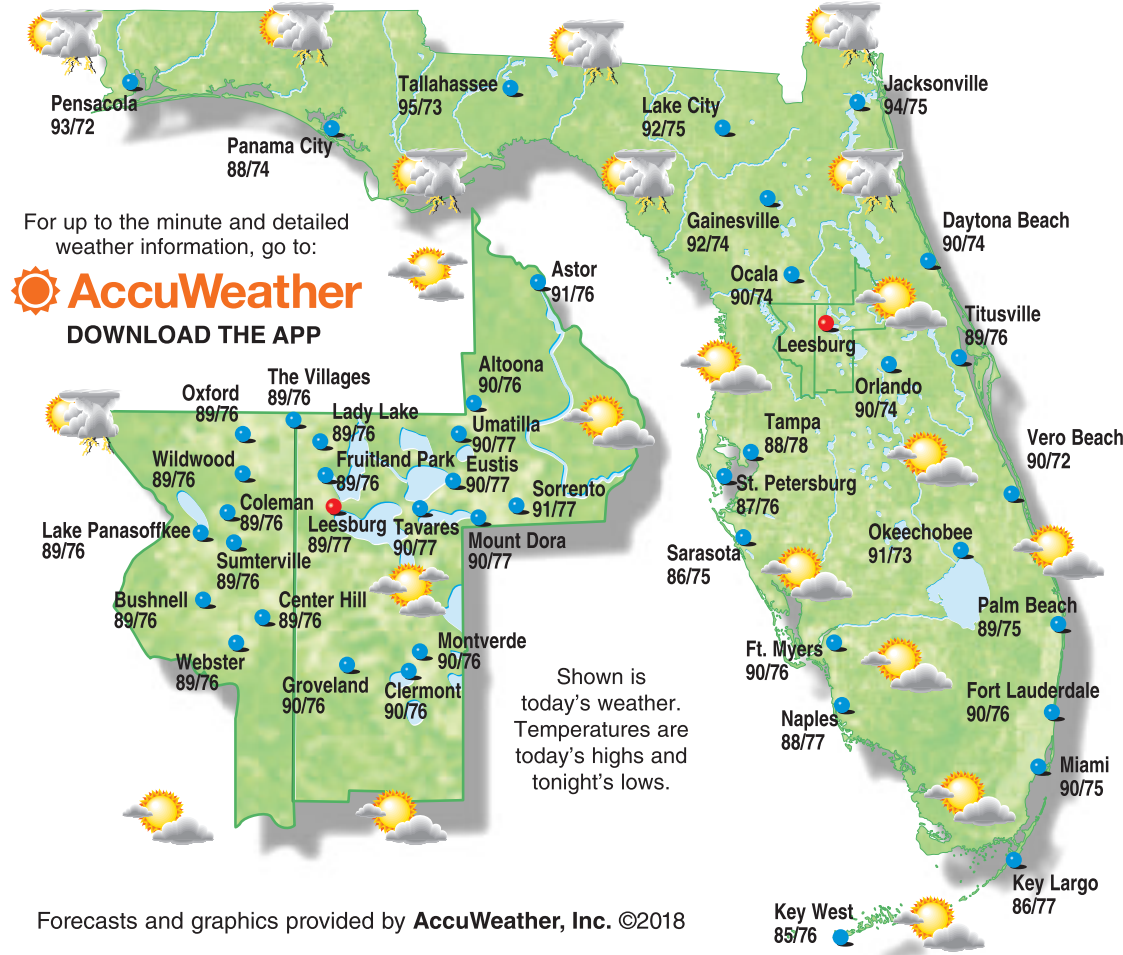 Pensacola
93/72
Panama City
88/74
Tallahassee
95/73
Lake City
92/75
Jacksonville
94/75
For up to the minute and detailed
weather information, go to:
AccuWeather
DOWNLOAD THE APP
Gainesville
92/74
Daytona Beach
90/74
Ocala
90/74
Titusville
89/76
Leesburg
Orlando
90/74
Tampa
88/78
St. Petersburg
87/76
Vero Beach
90/72
Sarasota
86/75
Okeechobee
91/73
Palm Beach
89/75
Ft. Myers
90/76
Fort Lauderdale
90/76
Naples
88/77
Miami
90/75
Key Largo
86/77
Key West
85/76
Astor
91/76
Altoona
90/76
The Villages
89/76
Oxford
89/76
Lady Lake
89/76
Umatilla
90/77
Wildwood
89/76
Fruitland Park
89/76
Eustis
90/77
Sorrento
91/77
Coleman
89/76
Leesburg
89/77
Tavares
90/77
Mount Dora
90/77
Lake Panasoffkee
89/76
Sumterville
89/76
Bushnell
89/76
Center Hill
89/76
Montverde
90/76
Webster
89/76
Groveland
90/76
Clermont
90/76
Shown is
today's weather.
Temperatures are
today's highs and
tonight's lows.
Forecasts and graphics provided by AccuWeather, Inc. ©2018